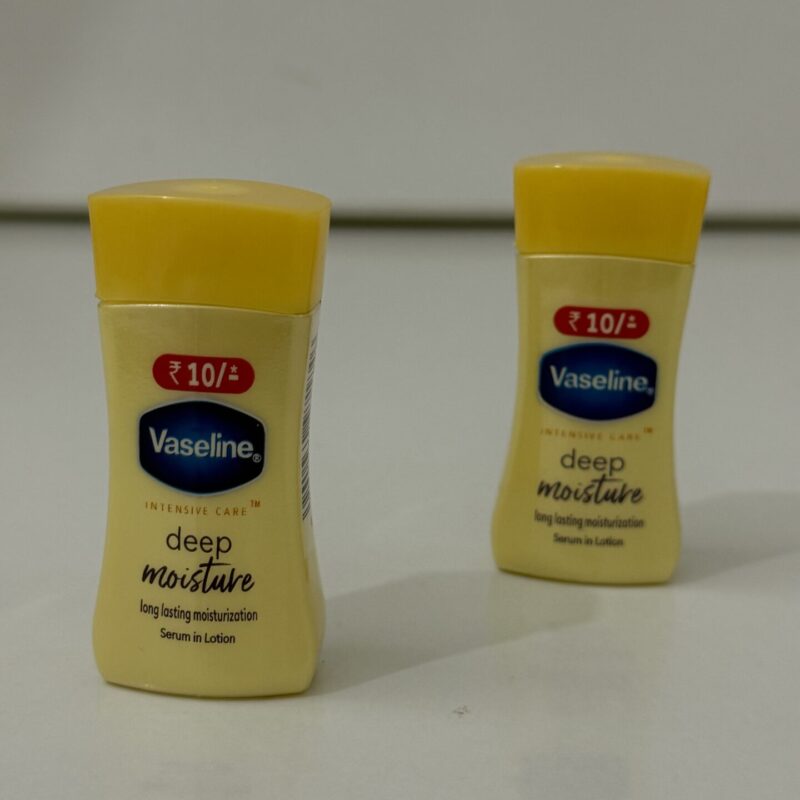 ₹ 10/*
Vaseline®
INTENSIVE CARE™
deep
moisture
long lasting moisturization
Serum in Lotion
₹ 10/*
Vaseline®
INTENSIVE CARE™
deep
moisture
long lasting moisturization
Serum in Lotion